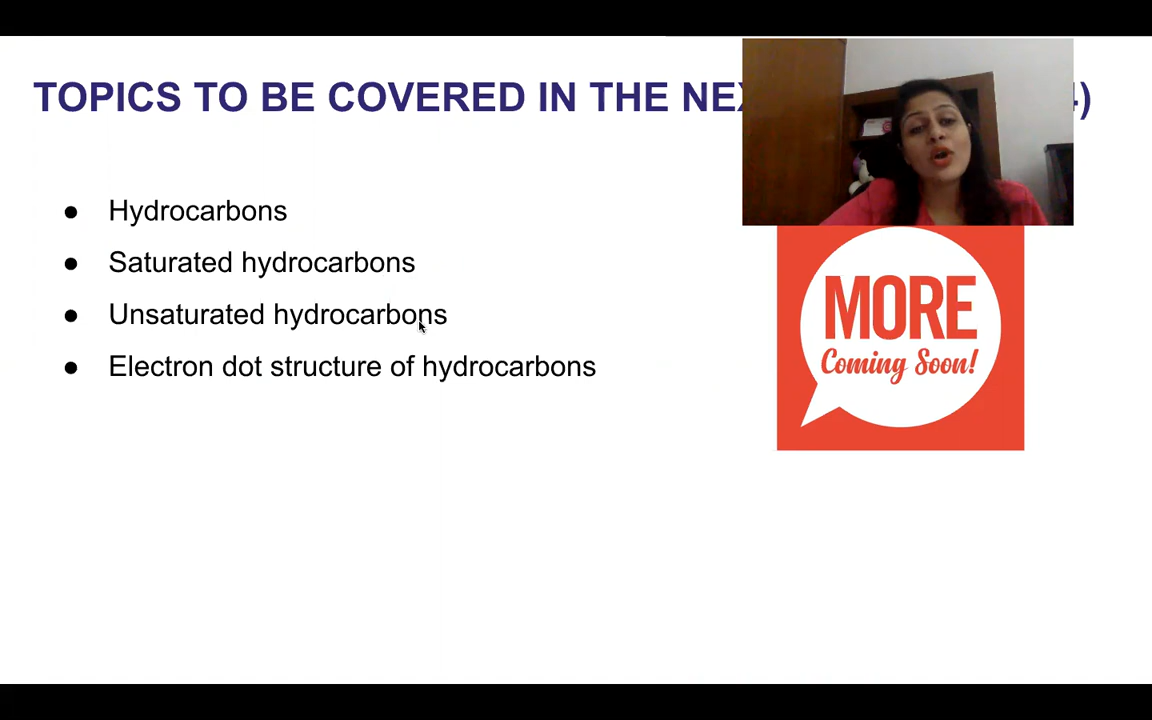 TOPICS TO BE COVERED IN THE 4)
Hydrocarbons
Saturated hydrocarbons
Unsaturated hydrocarbons
Electron dot structure of hydrocarbons
MORE
Coming Soon!